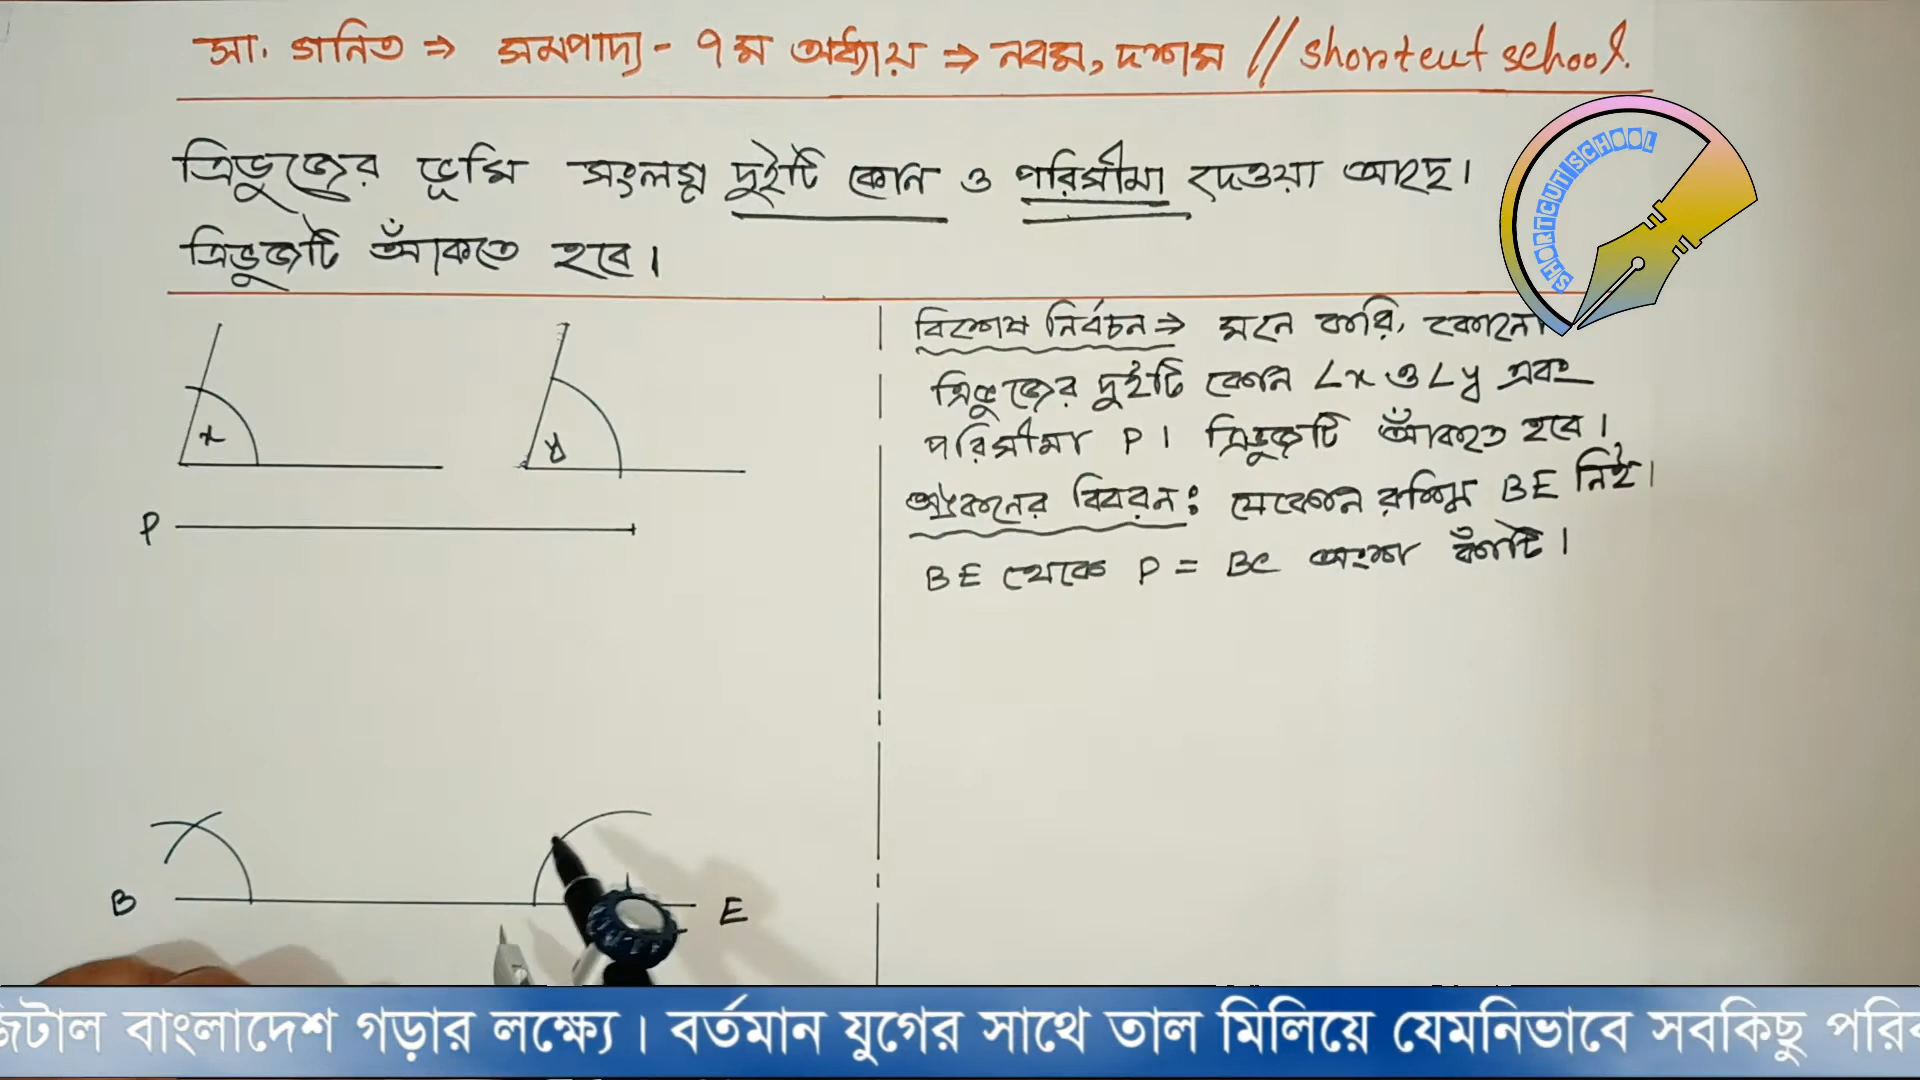 সা. গনিত ⇒ সমপাদ্য - ৭ম অধ্যায় ⇒ নবম, দশম // shortcut school.
ত্রিভুজের ভূমি সংলগ্ন দুইটি কোন ও পরিসীমা দেওয়া আছে।
ত্রিভুজটি আঁকতে হবে।
SHORTCUT SCHOOL
x
y
P
বিশেষ নির্বচন ⇒ মনে করি, কোনো
ত্রিভুজের দুইটি কোন ∠x ও ∠y এবং
পরিসীমা P। ত্রিভুজটি আঁকতে হবে।
অংকনের বিবরন: যেকোন রশ্মি BE নিই।
BE থেকে P = BC অংশ কাঁটি।
B
E
জিটাল বাংলাদেশ গড়ার লক্ষ্যে। বর্তমান যুগের সাথে তাল মিলিয়ে যেমনিভাবে সবকিছু পরিব